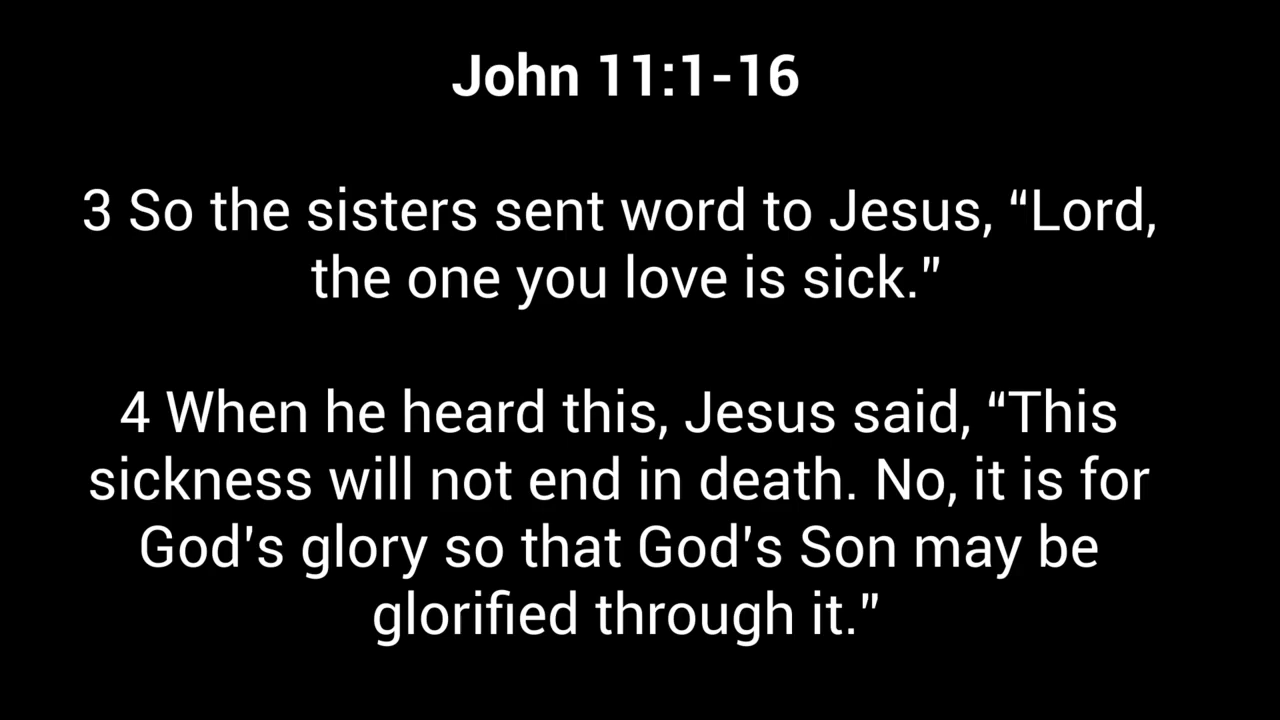 John 11:1-16
3 So the sisters sent word to Jesus, “Lord,
the one you love is sick.”
4 When he heard this, Jesus said, “This
sickness will not end in death. No, it is for
God's glory so that God's Son may be
glorified through it.”